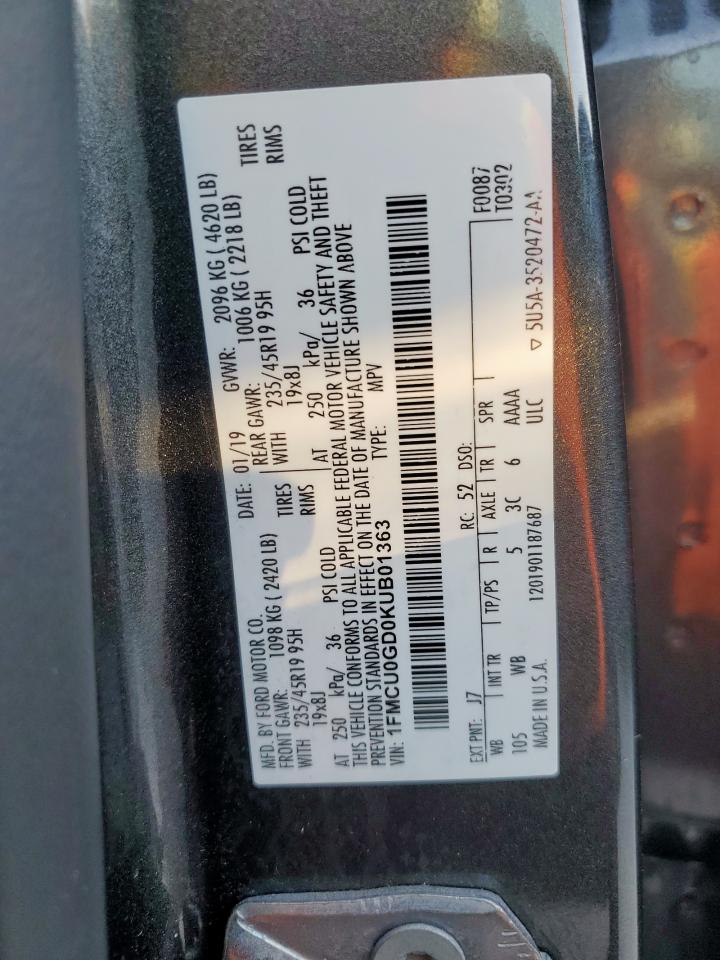 MFD. BY FORD MOTOR CO.
DATE: 01/19 GVWR: 2096 KG ( 4620 LB)
FRONT GAWR: 1098 KG ( 2420 LB) REAR GAWR: 1006 KG ( 2218 LB)
WITH 235/45R19 95H TIRES WITH 235/45R19 95H TIRES
19x8J RIMS 19x8J RIMS
AT 250 kPa/ 36 PSI COLD AT 250 kPa/ 36 PSI COLD
THIS VEHICLE CONFORMS TO ALL APPLICABLE FEDERAL MOTOR VEHICLE SAFETY AND THEFT
PREVENTION STANDARDS IN EFFECT ON THE DATE OF MANUFACTURE SHOWN ABOVE
VIN: 1FMCU0GD0KUB01363 TYPE: MPV
F0087
EXT PNT: J7 RC: 52 DSO: T0302
WB INT TR TP/PS R AXLE TR SPR
105 WB 5 3C 6 AAAA
MADE IN U.S.A. 1201901187687 ULC
▽ 5U5A-3520472-AA